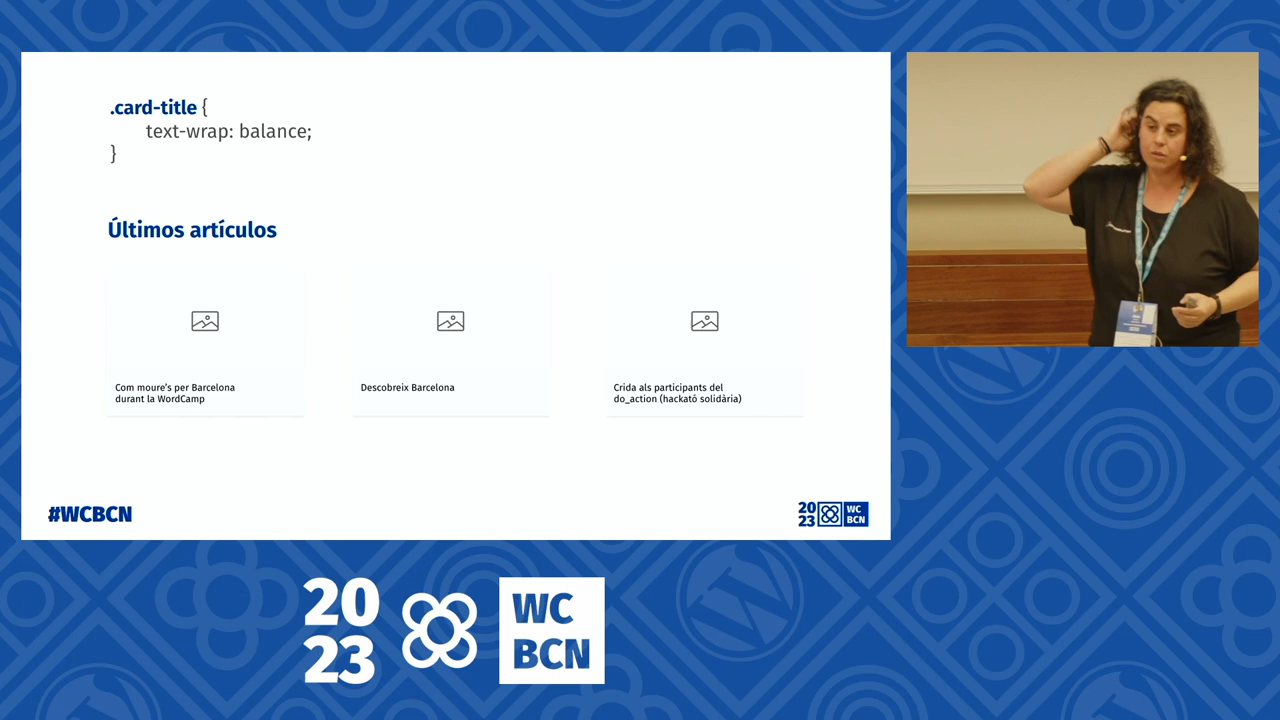 .card-title {
text-wrap: balance;
}
Últimos artículos
Com moure's per Barcelona
durant la WordCamp
Descobreix Barcelona
Crida als participants del
do_action (hackató solidària)
#WCBCN
20
23
WC
BCN
20
23
WC
BCN